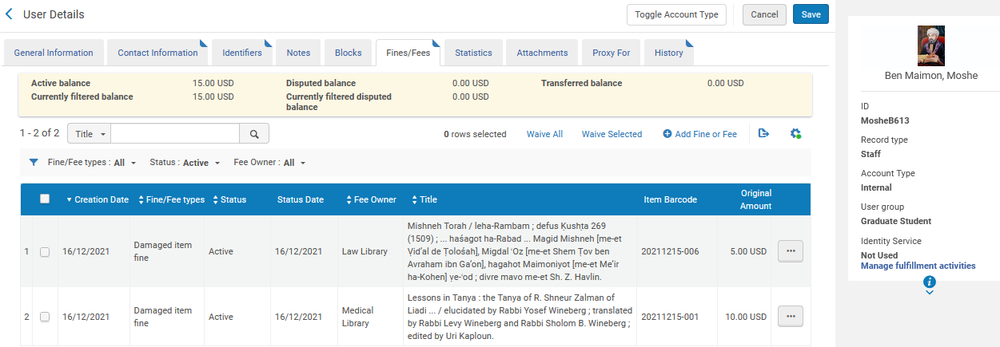 User Details
Toggle Account Type
Cancel
Save
General Information
Contact Information
Identifiers
Notes
Blocks
Fines/Fees
Statistics
Attachments
Proxy For
History
Active balance 15.00 USD Disputed balance 0.00 USD Transferred balance 0.00 USD
Currently filtered balance 15.00 USD Currently filtered disputed balance 0.00 USD
1 - 2 of 2 Title 0 rows selected Waive All Waive Selected Add Fine or Fee
Fine/Fee types : All Status : Active Fee Owner : All
Creation Date Fine/Fee types Status Status Date Fee Owner Title Item Barcode Original Amount
1 16/12/2021 Damaged item fine Active 16/12/2021 Law Library
Mishneh Torah / leha-Rambam ; defus Ḳushṭa 269
(1509) ; ... haśagot ha-Rabad ... Magid Mishneh [me-et
Ṿidʻal de Ṭolośah], Migdal ʻOz [me-et Shem Ṭov ben
Avraham ibn Gaʼon], hagahot Maimoniyot [me-et Meʼir
ha-Kohen] ṿe-ʻod ; divre mavo me-et Sh. Z. Havlin.
20211215-006 5.00 USD
2 16/12/2021 Damaged item fine Active 16/12/2021 Medical Library
Lessons in Tanya : the Tanya of R. Shneur Zalman of
Liadi ... / elucidated by Rabbi Yosef Wineberg ; translated
by Rabbi Levy Wineberg and Rabbi Sholom B. Wineberg ;
edited by Uri Kaploun.
20211215-001 10.00 USD
Ben Maimon, Moshe
ID
MosheB613
Record type
Staff
Account Type
Internal
User group
Graduate Student
Identity Service
Not Used
Manage fulfillment activities